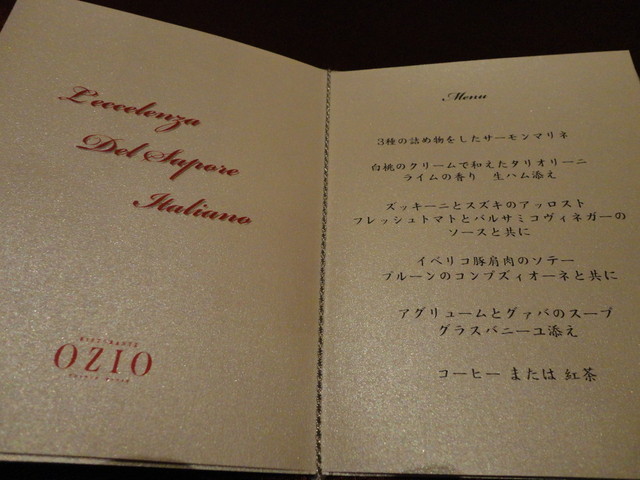 L'eccelenza
Del Sapore
Italiano
RISTORANTE
OZIO
Menu
3種の詰め物をしたサーモンマリネ
白桃のクリームで和えたタリオリーニ
ライムの香り 生ハム添え
ズッキーニとスズキのアッロスト
フレッシュトマトとバルサミコヴィネガーの
ソースと共に
イベリコ豚肩肉のソテー
プルーンのコンプズィオーネと共に
アグリュームとグァバのスープ
グラスバニーユ添え
コーヒー または 紅茶